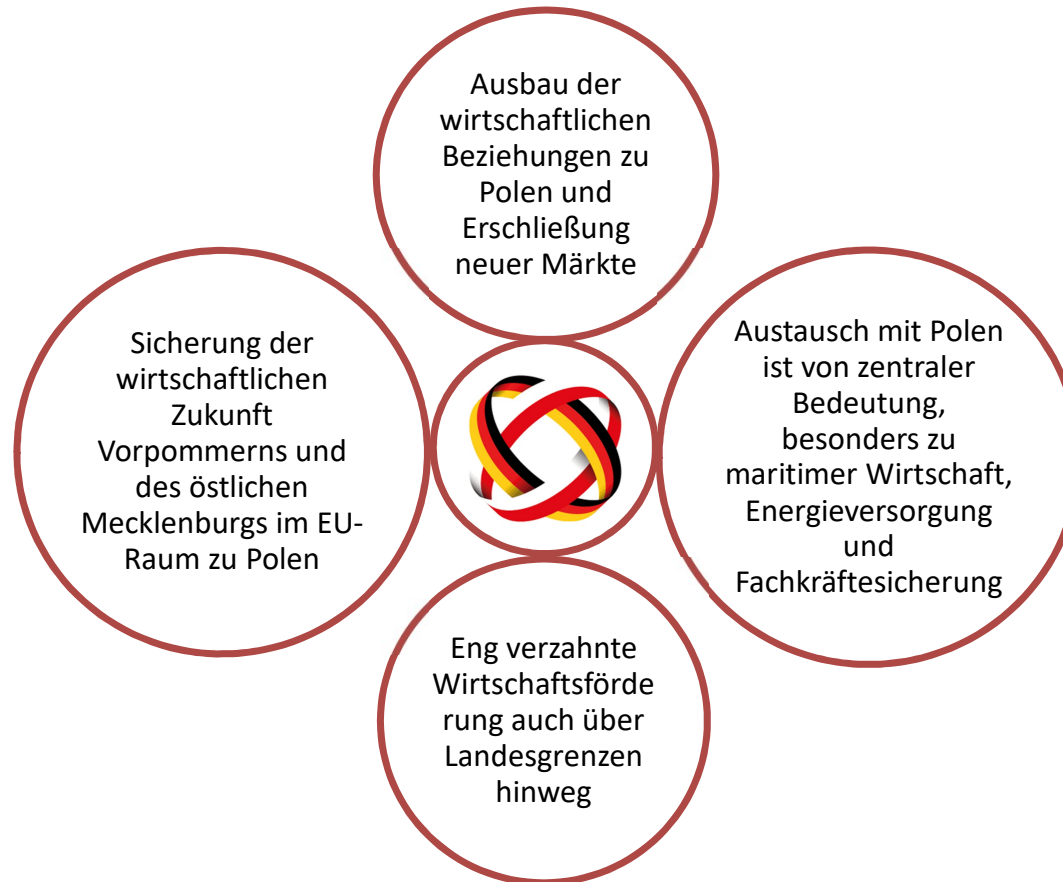 Ausbau der
wirtschaftlichen
Beziehungen zu
Polen und
Erschließung
neuer Märkte
Sicherung der
wirtschaftlichen
Zukunft
Vorpommerns und
des östlichen
Mecklenburgs im EU-
Raum zu Polen
Austausch mit Polen
ist von zentraler
Bedeutung,
besonders zu
maritimer Wirtschaft,
Energieversorgung
und
Fachkräftesicherung
Eng verzahnte
Wirtschaftsförde
rung auch über
Landesgrenzen
hinweg